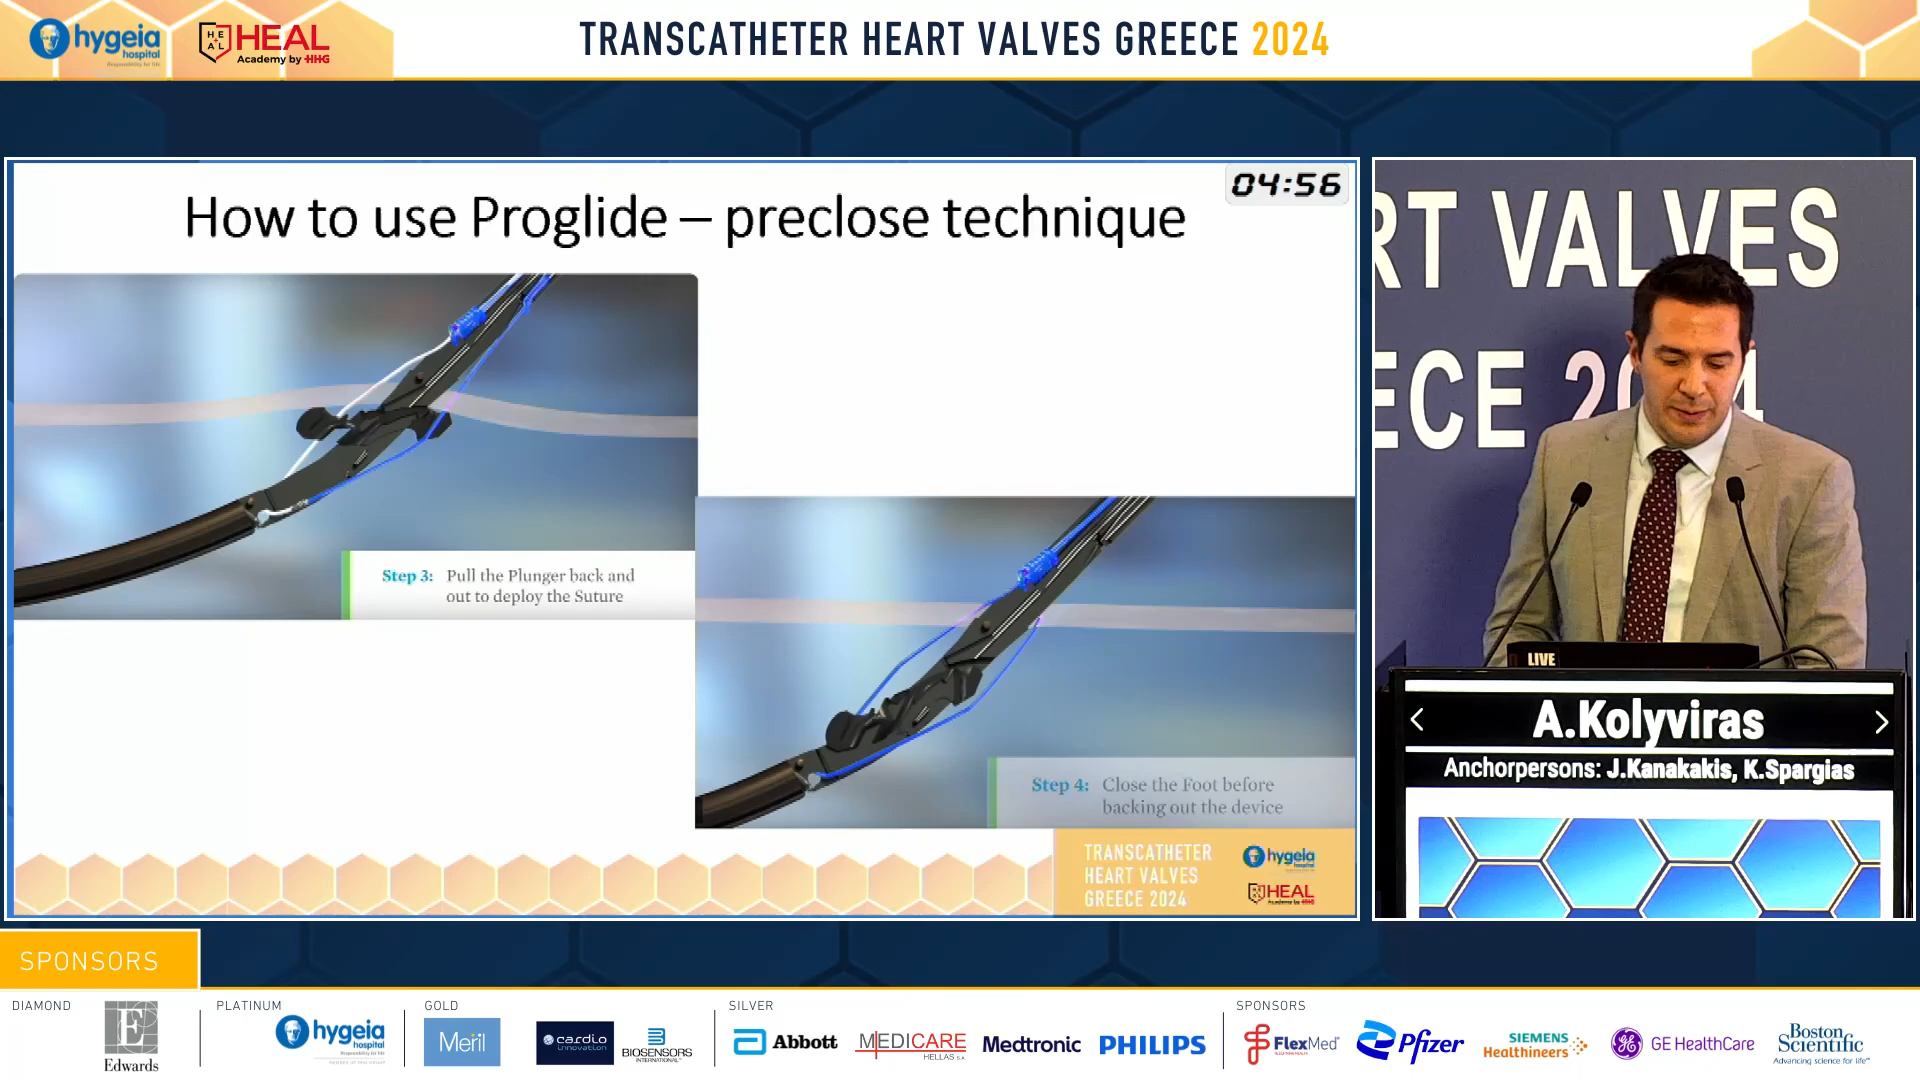 hygeia
hospital
HEAL
Academy by HHG
TRANSCATHETER HEART VALVES GREECE 2024
04:56
How to use Proglide – preclose technique
Step 3: Pull the Plunger back and
out to deploy the Suture
Step 4: Close the Foot before
backing out the device
TRANSCATHETER
HEART VALVES
GREECE 2024
hygeia
HEAL
RT VALVES
ECE 2024
LIVE
A.Kolyviras
Anchorpersons: J.Kanakakis, K.Spargias
SPONSORS
DIAMOND
Edwards
PLATINUM
hygeia
hospital
GOLD
Meril
cardio
innovation
BIOSENSORS
INTERNATIONAL
SILVER
Abbott
MEDICARE
HELLAS S.A.
Medtronic
PHILIPS
SPONSORS
FlexMed
Pfizer
SIEMENS
Healthineers
GE HealthCare
Boston
Scientific
Advancing science for life™